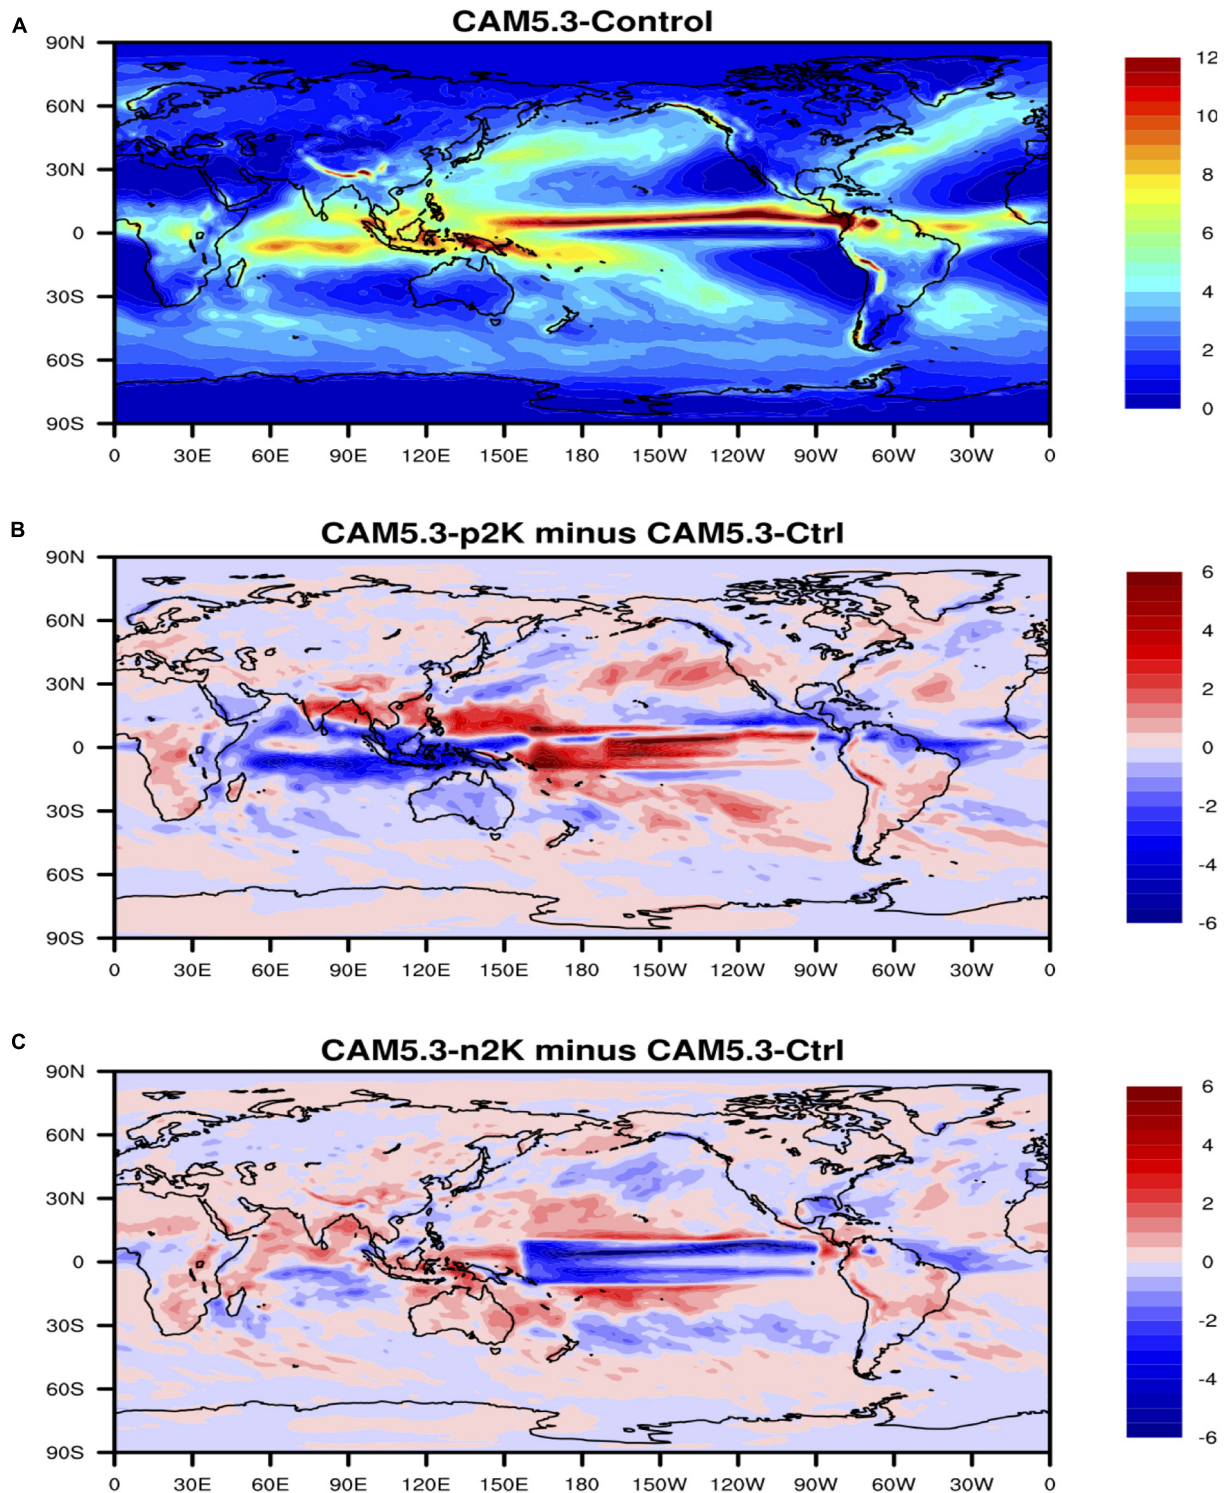 A
CAM5.3-Control
90N
60N
30N
0
30S
60S
90S
0 30E 60E 90E 120E 150E 180 150W 120W 90W 60W 30W 0
12
10
8
6
4
2
0
B
CAM5.3-p2K minus CAM5.3-Ctrl
90N
60N
30N
0
30S
60S
90S
0 30E 60E 90E 120E 150E 180 150W 120W 90W 60W 30W 0
6
4
2
0
-2
-4
-6
C
CAM5.3-n2K minus CAM5.3-Ctrl
90N
60N
30N
0
30S
60S
90S
0 30E 60E 90E 120E 150E 180 150W 120W 90W 60W 30W 0
6
4
2
0
-2
-4
-6